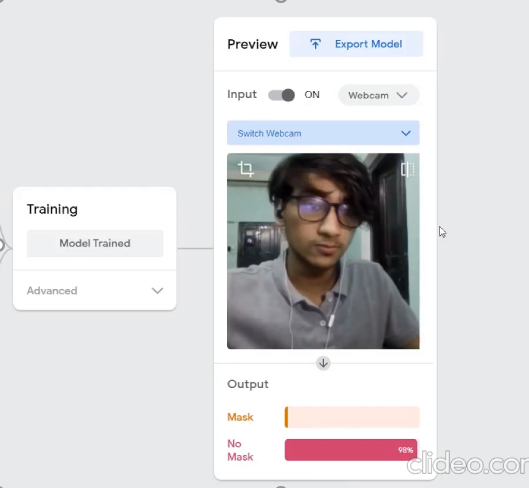 Preview
Export Model
Input
ON
Webcam
Switch Webcam
Training
Model Trained
Advanced
Output
Mask
No
Mask
98%
clideo.com